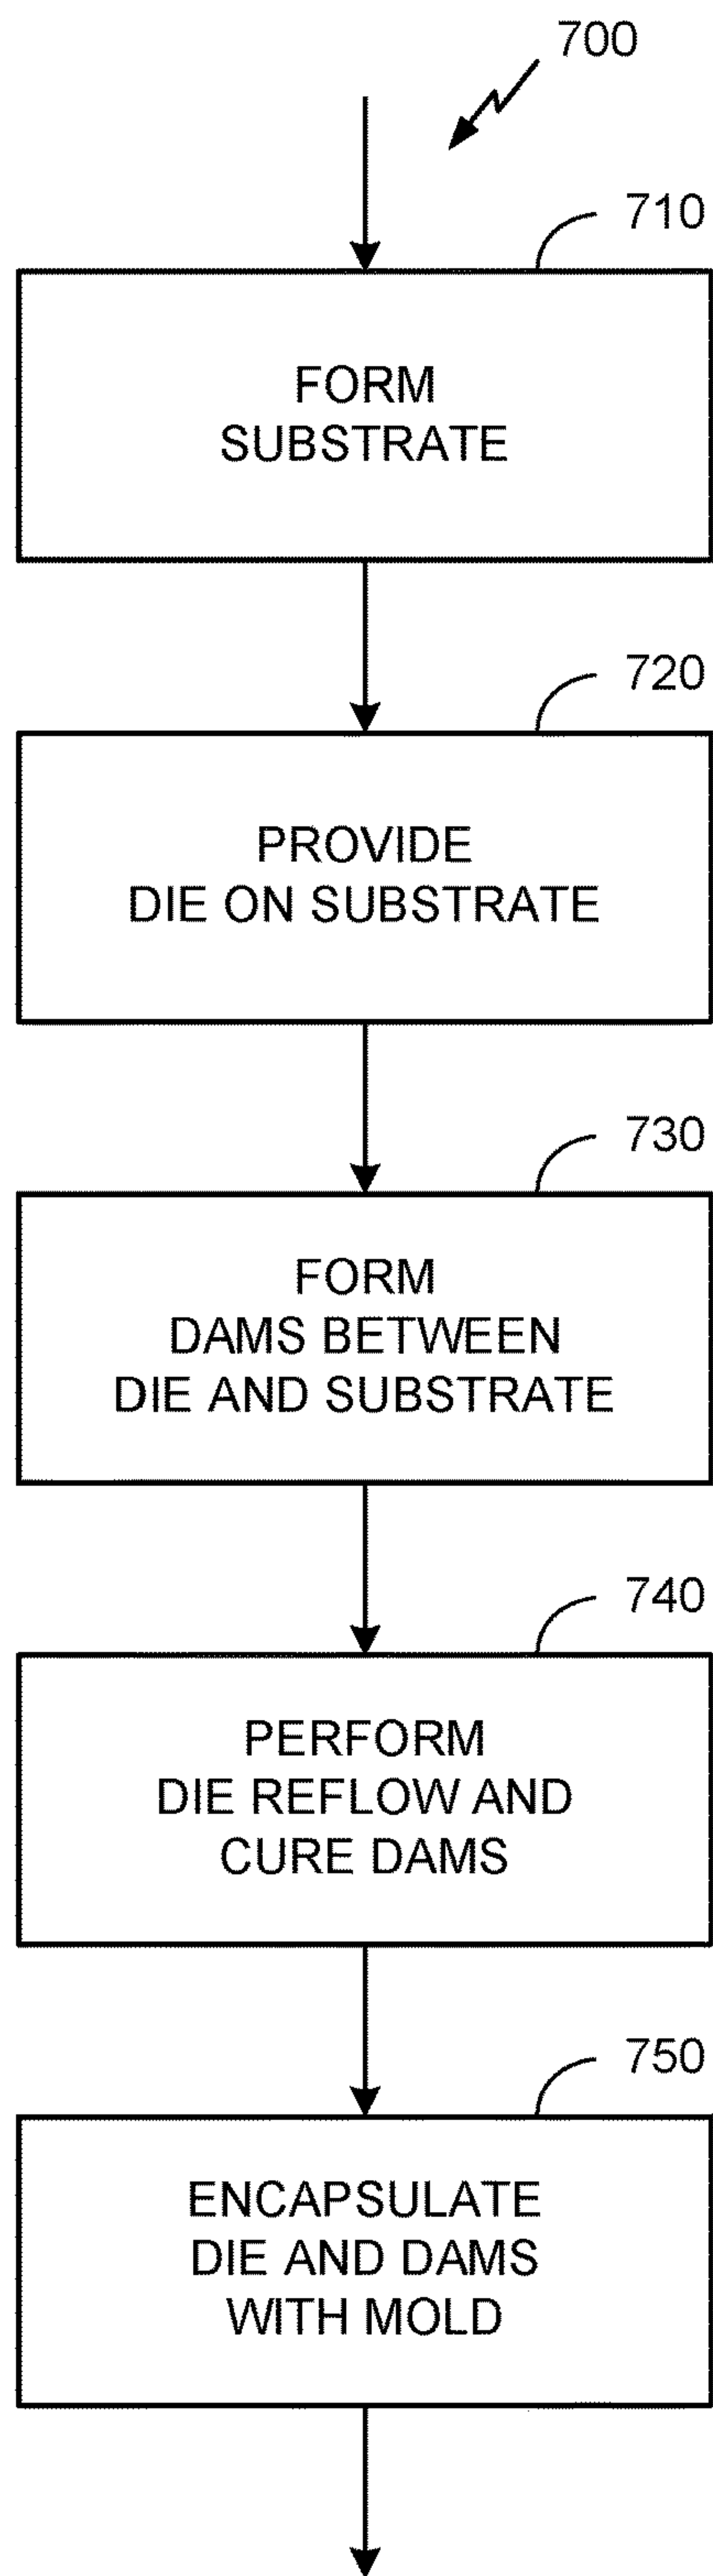 700
710
FORM
SUBSTRATE
720
PROVIDE
DIE ON SUBSTRATE
730
FORM
DAMS BETWEEN
DIE AND SUBSTRATE
740
PERFORM
DIE REFLOW AND
CURE DAMS
750
ENCAPSULATE
DIE AND DAMS
WITH MOLD